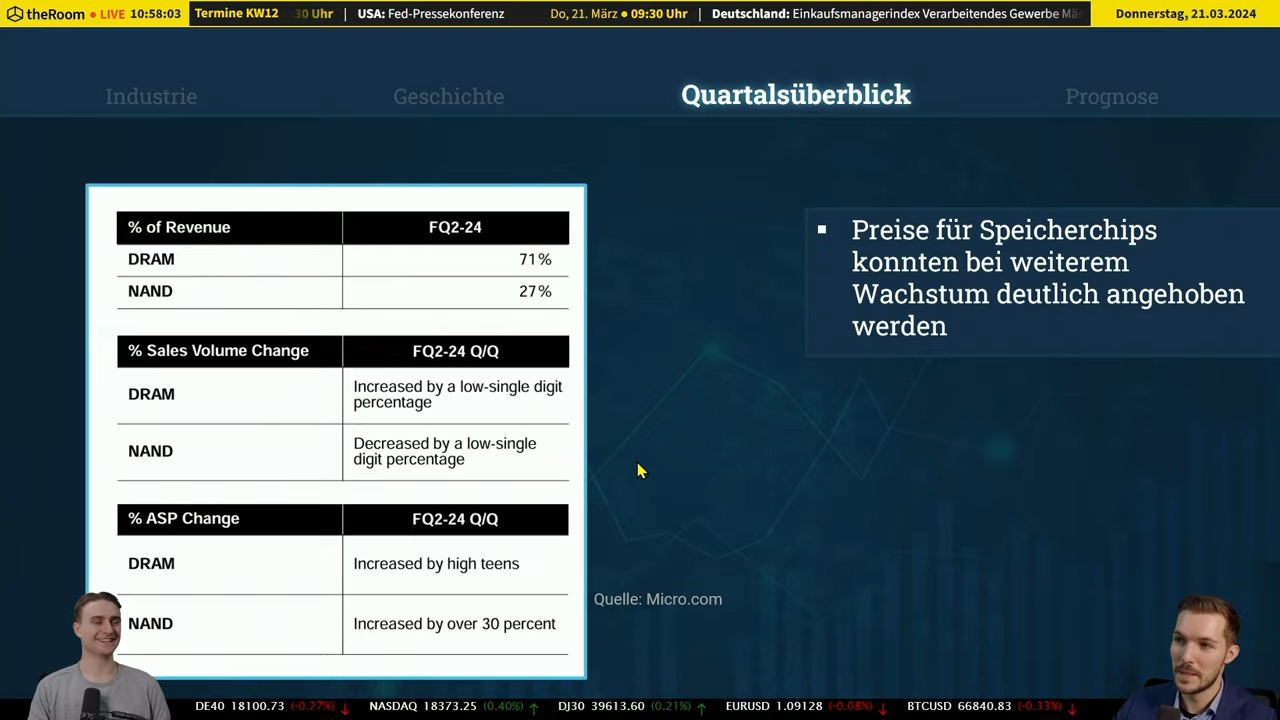 theRoom ● LIVE 10:58:03
Termine KW12 :30 Uhr | USA: Fed-Pressekonferenz Do, 21. März ● 09:30 Uhr | Deutschland: Einkaufsmanagerindex Verarbeitendes Gewerbe
Donnerstag, 21.03.2024
Industrie
Geschichte
Quartalsüberblick
Prognose
% of Revenue FQ2-24
DRAM 71%
NAND 27%
% Sales Volume Change FQ2-24 Q/Q
DRAM Increased by a low-single digit
percentage
NAND Decreased by a low-single
digit percentage
% ASP Change FQ2-24 Q/Q
DRAM Increased by high teens
NAND Increased by over 30 percent
▪ Preise für Speicherchips
konnten bei weiterem
Wachstum deutlich angehoben
werden
Quelle: Micro.com
DE40 18100.73 (-0.27%) ↓ NASDAQ 18373.25 (0.40%) ↑ DJ30 39613.60 (0.21%) ↑ EURUSD 1.09128 (-0.08%) ↓ BTCUSD 66840.83 (-0.33%) ↓